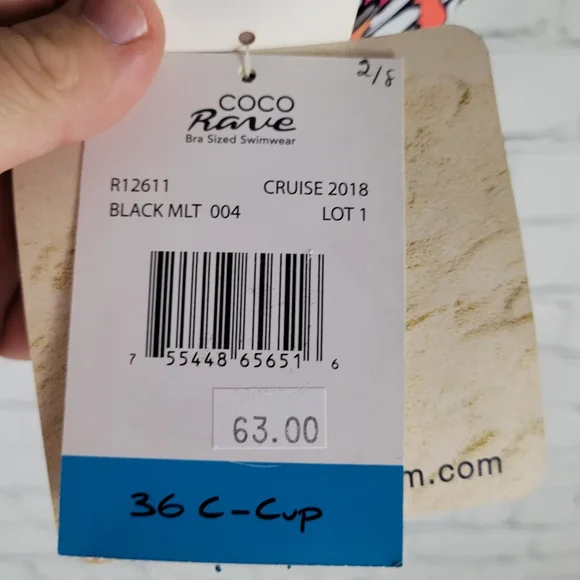 2/8
COCO
Rave
Bra Sized Swimwear
R12611 CRUISE 2018
BLACK MLT 004 LOT 1
7 55448 65651 6
63.00
m.com
36 C-Cup